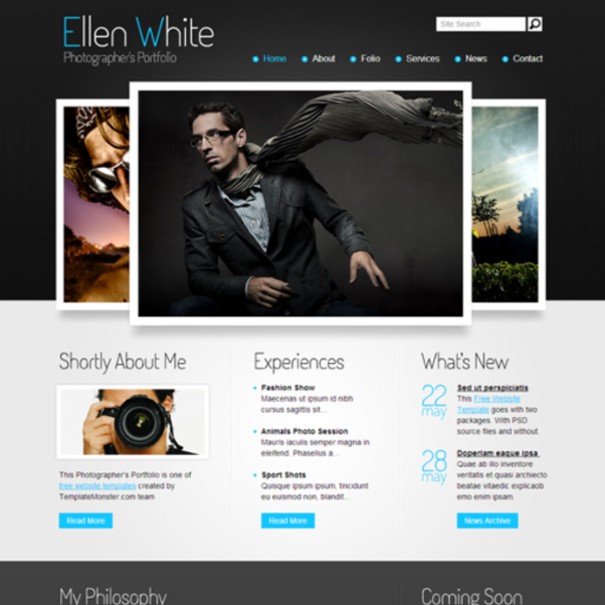 Ellen White
Photographer's Portfolio
Site Search
Home About Folio Services News Contact
Shortly About Me
This Photographer's Portfolio is one of
free website templates created by
TemplateMonster.com team
Read More
Experiences
Fashion Show
Maecenas ut ipsum id nibh
cursus sagittis sit...
Animals Photo Session
Mauris iaculis semper magna in
eleifend. Phasellus a...
Sport Shots
Quisque ipsum ipsum, tincidunt
eu euismod non, blandit...
Read More
What's New
22
may
Sed ut perspiciatis
This Free Website
Template goes with two
packages. With PSD
source files and without.
28
may
Doperiam eaque ipsa
Quae ab illo inventore
veritatis et quasi archiecto
beatae vitaedic explicaob
emo enim ipsam.
News Archive
My Philosophy
Coming Soon